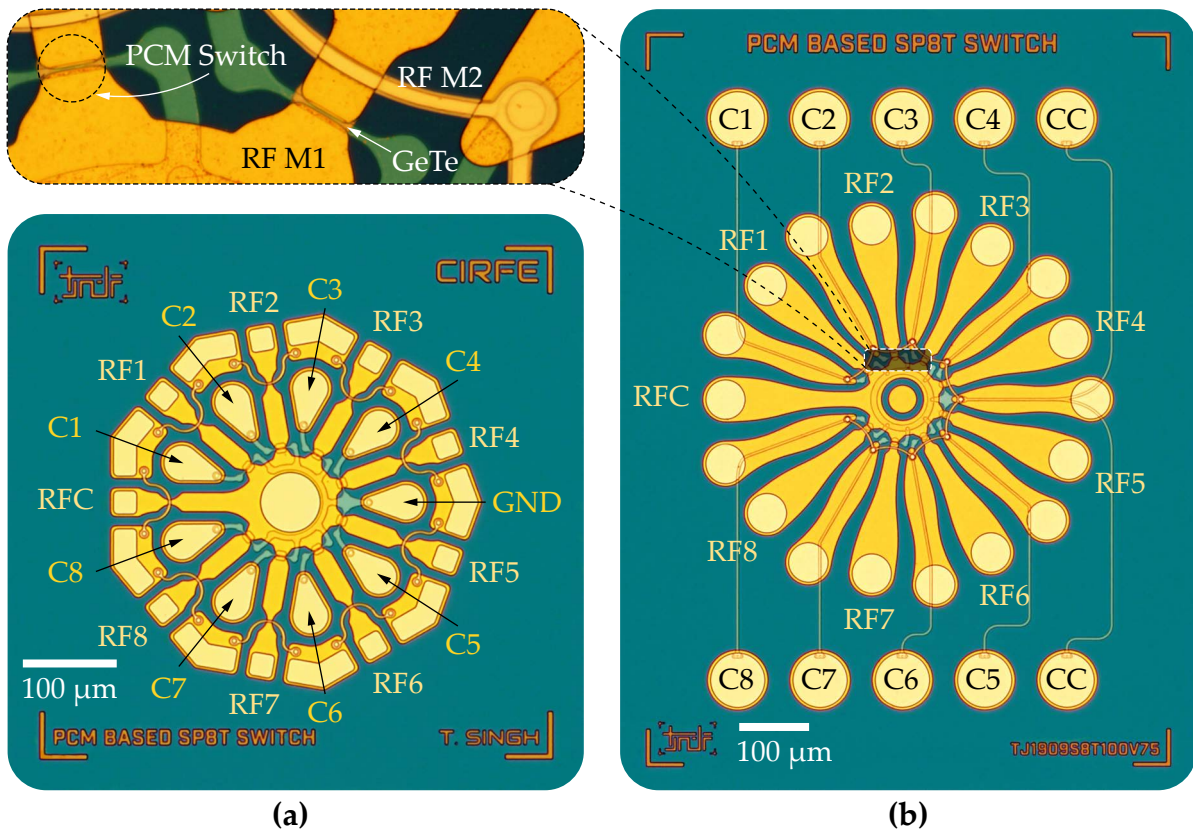 PCM Switch
RF M2
RF M1
GeTe
CIRFE
C3
RF2
C2
RF3
C4
RF1
C1
RF4
RFC
GND
C8
RF5
RF8
C5
C7
RF7
C6
RF6
100 µm
PCM BASED SP8T SWITCH
T. SINGH
(a)
PCM BASED SP8T SWITCH
C1 C2 C3 C4 CC
RF2
RF3
RF1
RF4
RFC
RF5
RF8
RF6
RF7
C8 C7 C6 C5 CC
100 µm
TJ1909S8T100V75
(b)